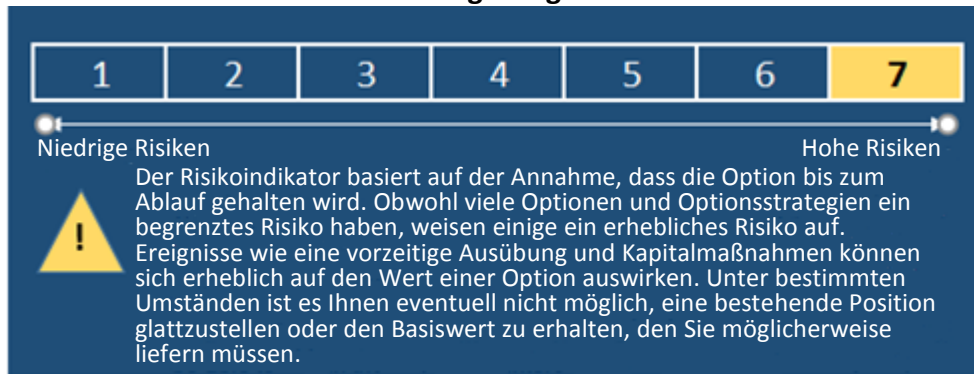 1 2 3 4 5 6 7
Niedrige Risiken Hohe Risiken
Der Risikoindikator basiert auf der Annahme, dass die Option bis zum
Ablauf gehalten wird. Obwohl viele Optionen und Optionsstrategien ein
begrenztes Risiko haben, weisen einige ein erhebliches Risiko auf.
!
Ereignisse wie eine vorzeitige Ausübung und Kapitalmaßnahmen können
sich erheblich auf den Wert einer Option auswirken. Unter bestimmten
Umständen ist es Ihnen eventuell nicht möglich, eine bestehende Position
glattzustellen oder den Basiswert zu erhalten, den Sie möglicherweise
liefern müssen.